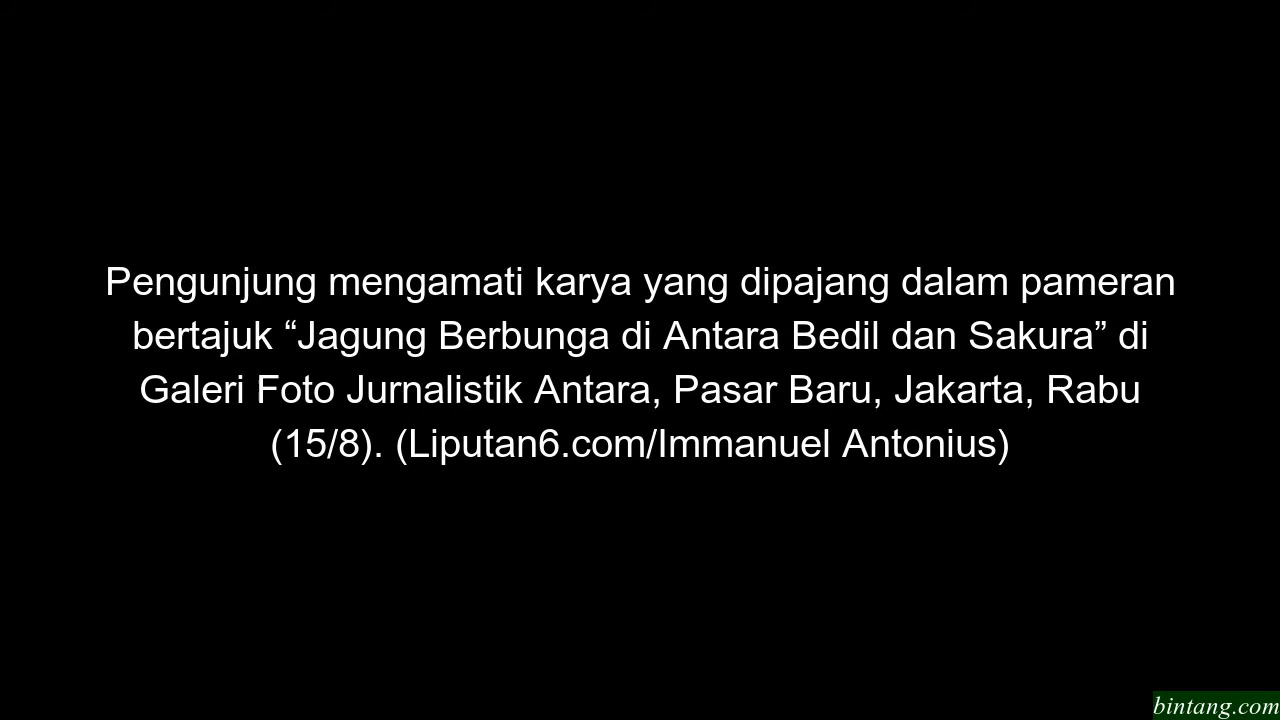 Pengunjung mengamati karya yang dipajang dalam pameran
bertajuk “Jagung Berbunga di Antara Bedil dan Sakura” di
Galeri Foto Jurnalistik Antara, Pasar Baru, Jakarta, Rabu
(15/8). (Liputan6.com/Immanuel Antonius)
bintang.com